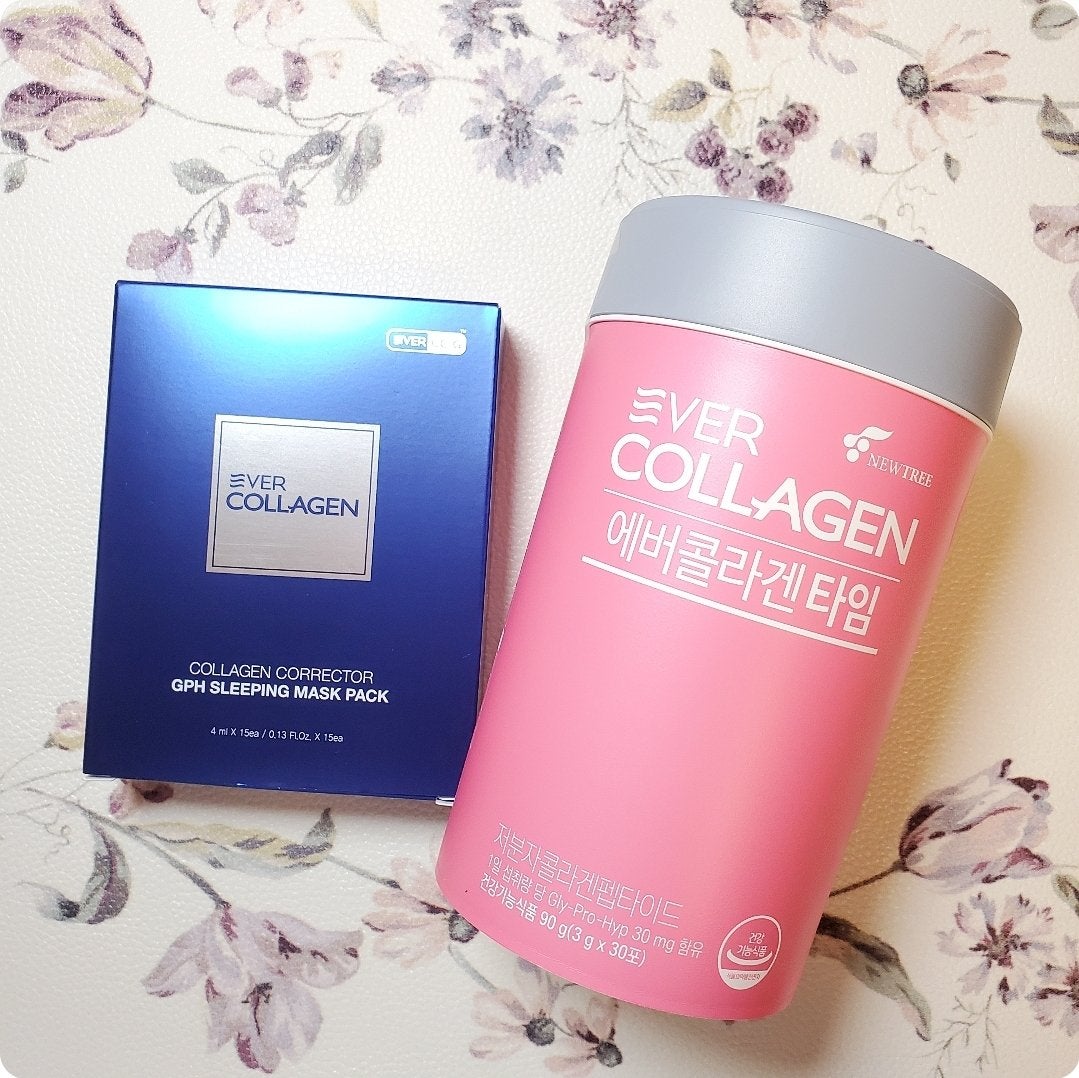 EVER
COLLAGEN
COLLAGEN CORRECTOR
GPH SLEEPING MASK PACK
4 ml X 15ea / 0.13 Fl.Oz. X 15ea
EVER
COLLAGEN
NEWTREE
에버콜라겐타임
저분자콜라겐펩타이드
1일 섭취량 당 Gly-Pro-Hyp 30 mg 함유
건강기능식품 90 g(3 g x 30포)
건강
기능식품